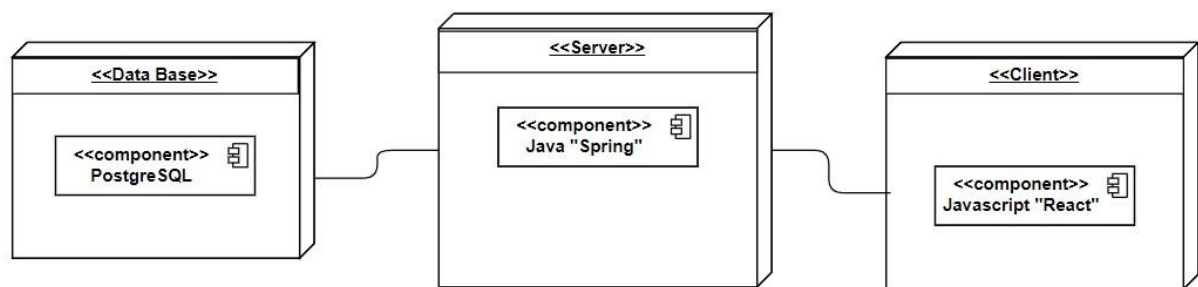 <<Data Base>>
<<component>>
PostgreSQL
<<Server>>
<<component>>
Java "Spring"
<<Client>>
<<component>>
Javascript "React"